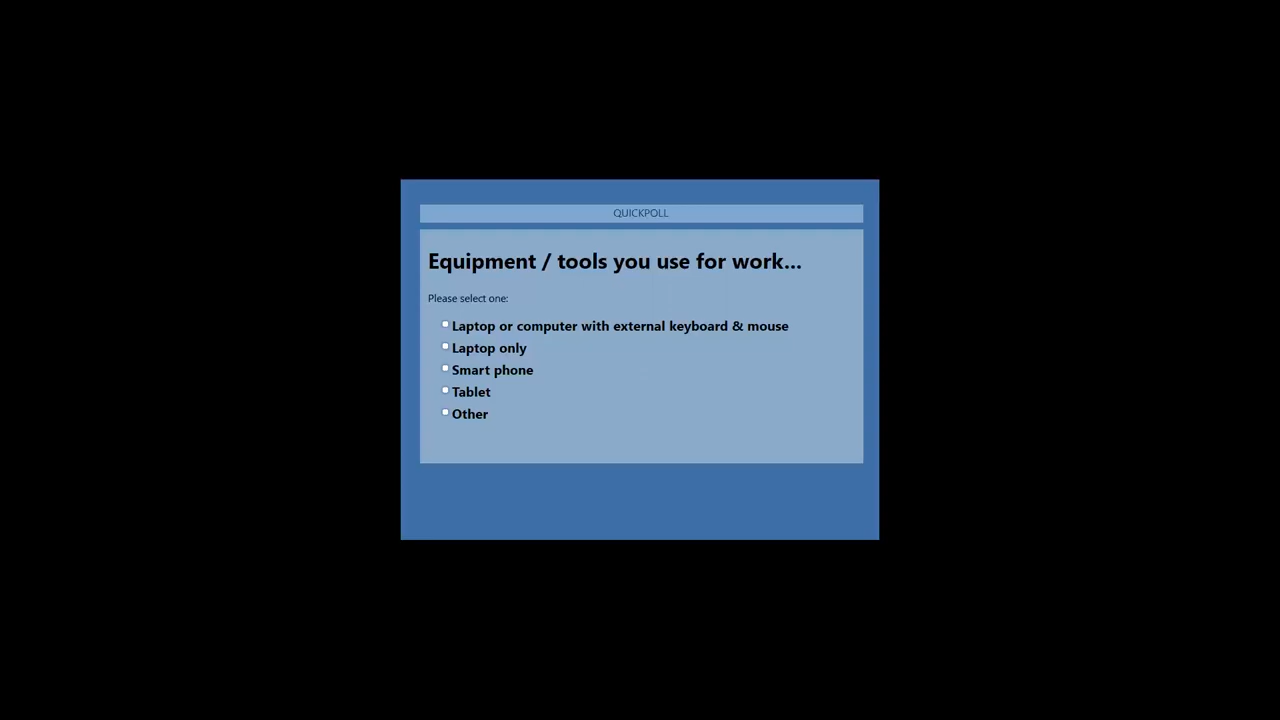 QUICKPOLL
Equipment / tools you use for work...
Please select one:
Laptop or computer with external keyboard & mouse
Laptop only
Smart phone
Tablet
Other